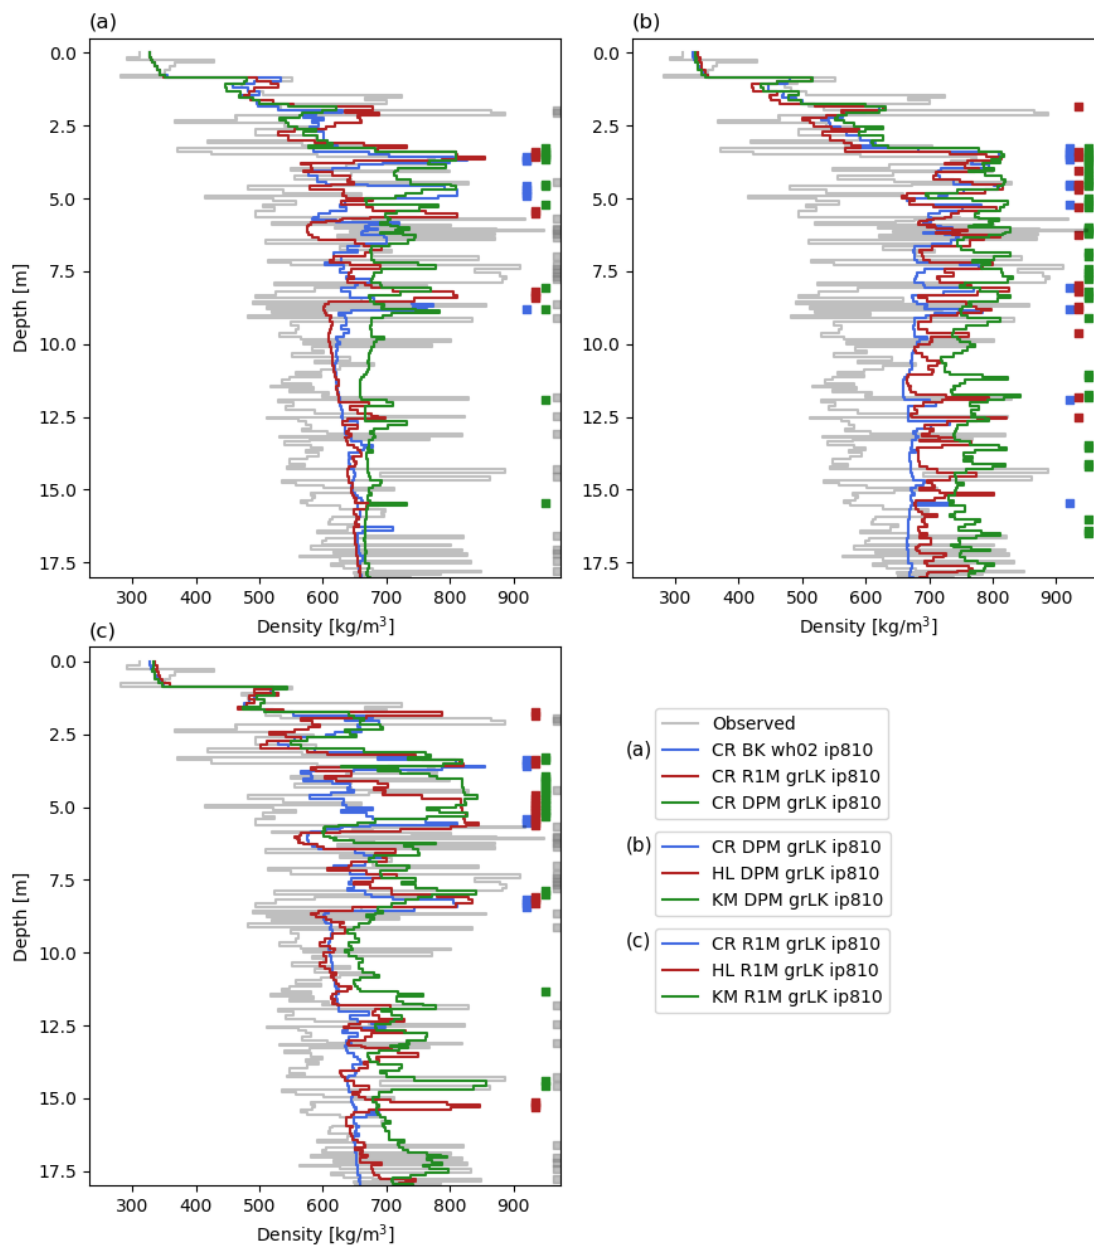 (a)
(b)
0.0
2.5
5.0
7.5
10.0
12.5
15.0
17.5
Depth [m]
300 400 500 600 700 800 900
Density [kg/m³]
0.0
2.5
5.0
7.5
10.0
12.5
15.0
17.5
300 400 500 600 700 800 900
Density [kg/m³]
(c)
0.0
2.5
5.0
7.5
10.0
12.5
15.0
17.5
Depth [m]
300 400 500 600 700 800 900
Density [kg/m³]
Observed
(a) CR BK wh02 ip810
CR R1M grLK ip810
CR DPM grLK ip810
(b) CR DPM grLK ip810
HL DPM grLK ip810
KM DPM grLK ip810
(c) CR R1M grLK ip810
HL R1M grLK ip810
KM R1M grLK ip810